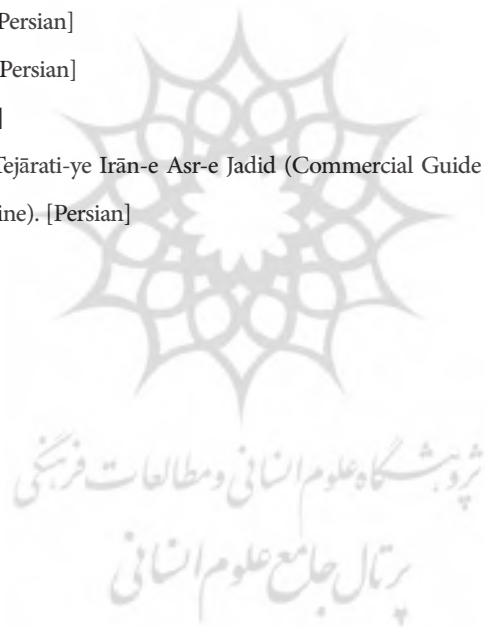 Persian]
Persian]
]
Tejārati-ye Irān-e Asr-e Jadid (Commercial Guide
ine). [Persian]
پژوهشگاه علوم انسانی و مطالعات فرهنگی
پرتال جامع علوم انسانی